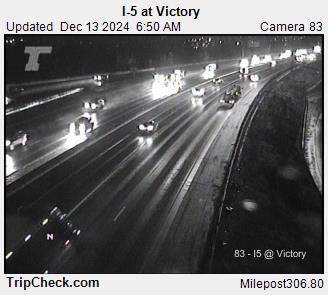 I-5 at Victory
Updated Dec 13 2024 6:50 AM Camera 83
T
N
83 - I5 @ Victory
TripCheck.com Milepost306.80